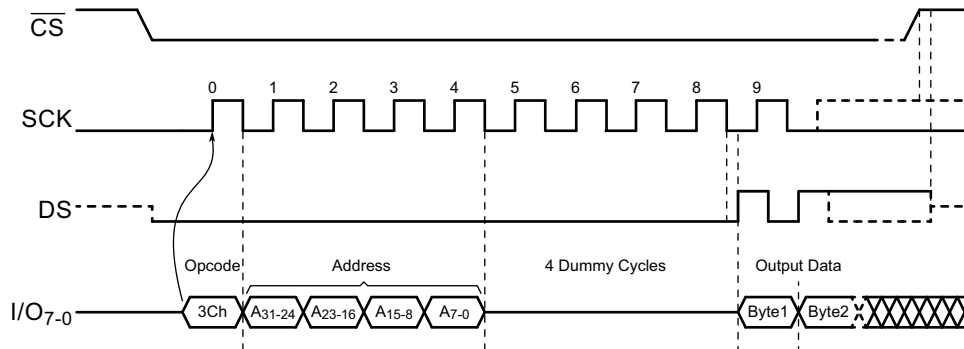 CS
0 1 2 3 4 5 6 7 8 9
SCK
DS
Opcode Address 4 Dummy Cycles Output Data
I/O7-0 3Ch A31-24 A23-16 A15-8 A7-0 Byte1 Byte2